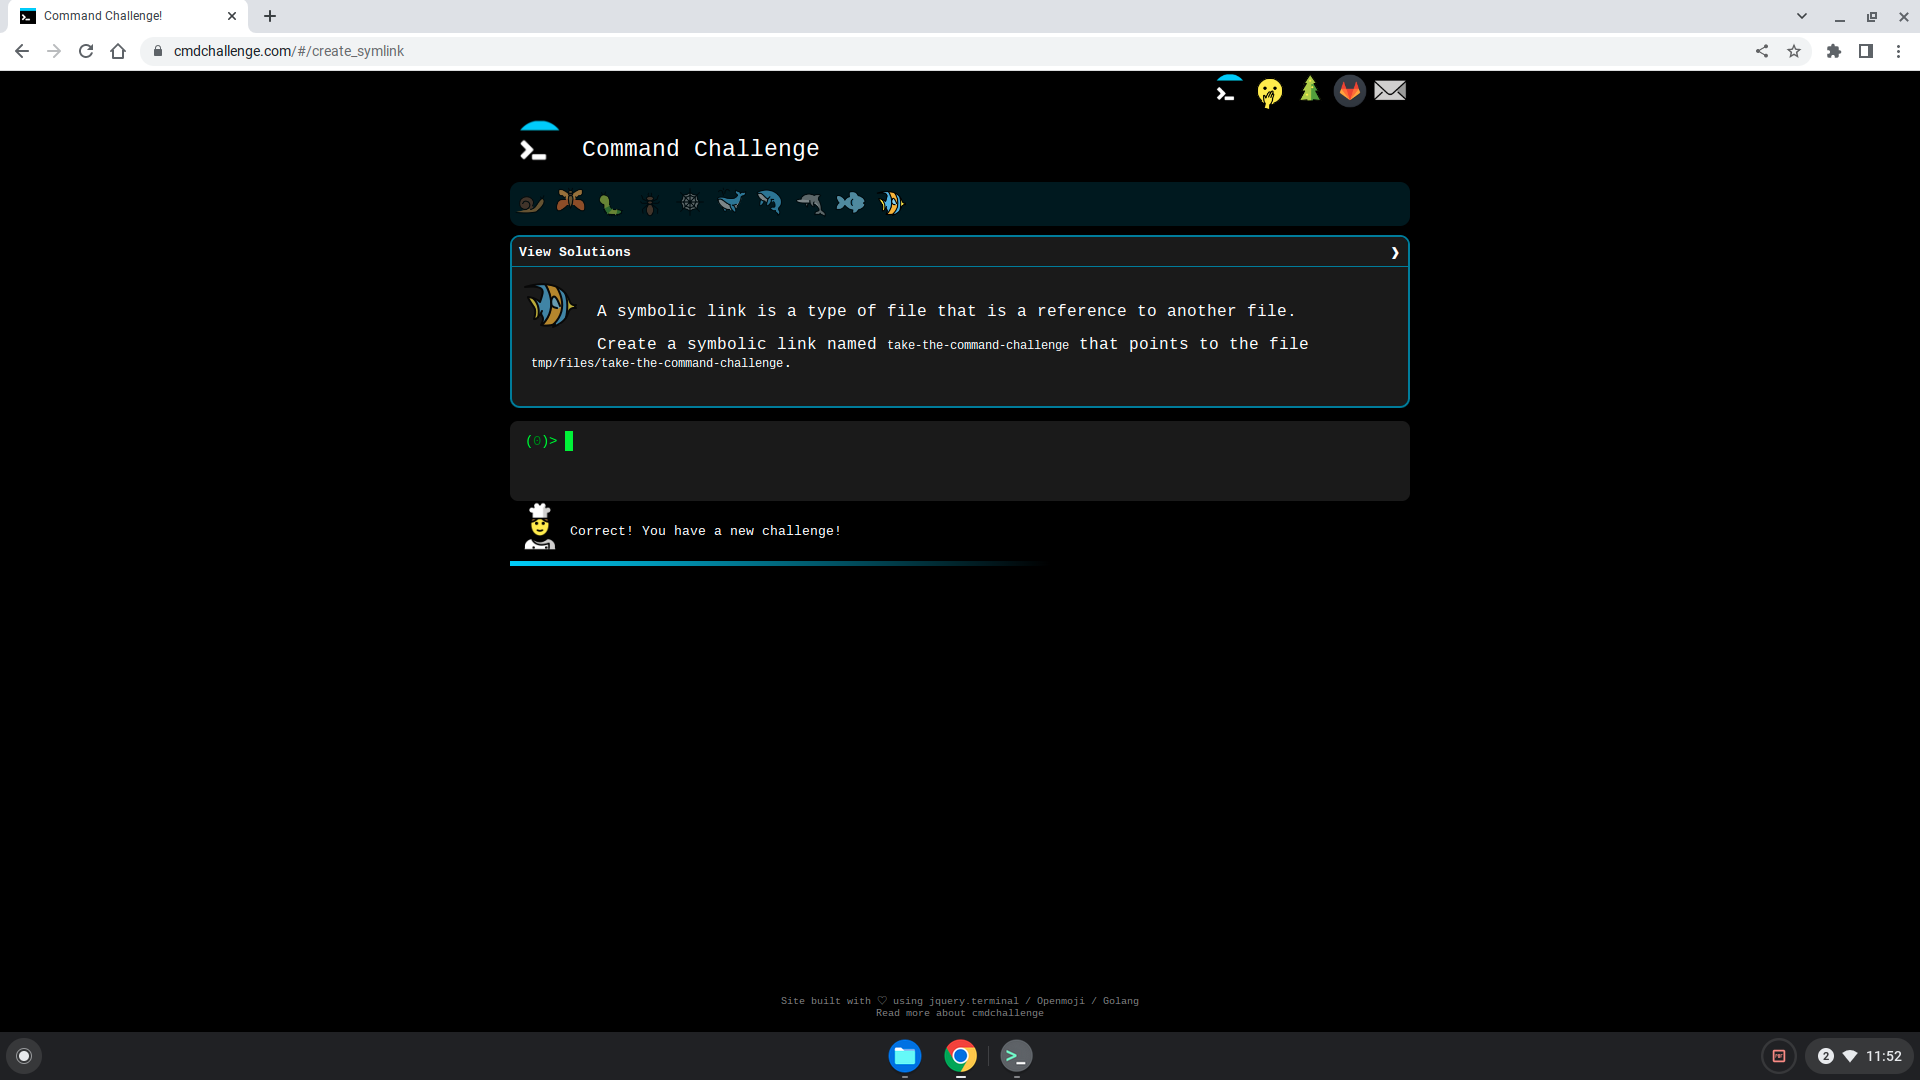 Command Challenge!
cmdchallenge.com/#/create_symlink
Command Challenge
View Solutions
A symbolic link is a type of file that is a reference to another file.
Create a symbolic link named take-the-command-challenge that points to the file
tmp/files/take-the-command-challenge.
(0)>
Correct! You have a new challenge!
Site built with ♡ using jquery.terminal / Openmoji / Golang
Read more about cmdchallenge
2 11:52